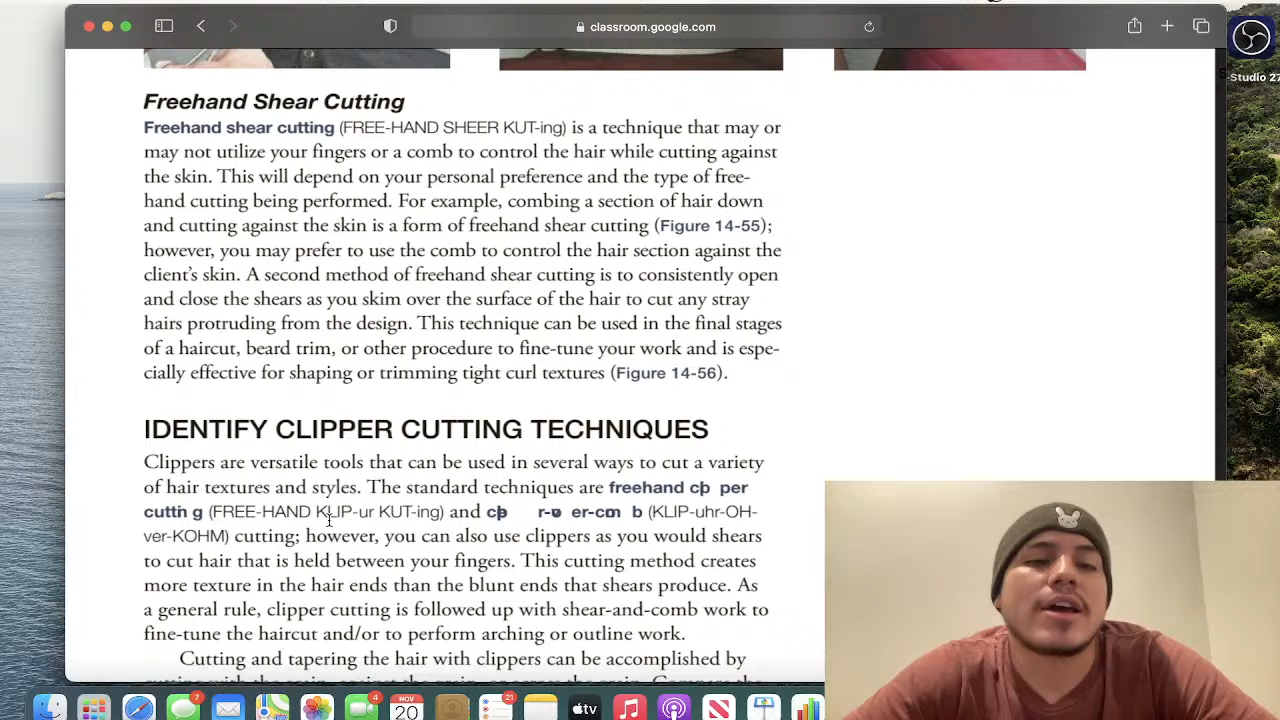 classroom.google.com
-Studio 27
Freehand Shear Cutting
Freehand shear cutting (FREE-HAND SHEER KUT-ing) is a technique that may or
may not utilize your fingers or a comb to control the hair while cutting against
the skin. This will depend on your personal preference and the type of free-
hand cutting being performed. For example, combing a section of hair down
and cutting against the skin is a form of freehand shear cutting (Figure 14-55);
however, you may prefer to use the comb to control the hair section against the
client's skin. A second method of freehand shear cutting is to consistently open
and close the shears as you skim over the surface of the hair to cut any stray
hairs protruding from the design. This technique can be used in the final stages
of a haircut, beard trim, or other procedure to fine-tune your work and is espe-
cially effective for shaping or trimming tight curl textures (Figure 14-56).
IDENTIFY CLIPPER CUTTING TECHNIQUES
Clippers are versatile tools that can be used in several ways to cut a variety
of hair textures and styles. The standard techniques are freehand per
(FREE-HAND KLIP-ur KUT-ing) and (KLIP-uhr-OH-
ver-KOHM) cutting; however, you can also use clippers as you would shears
to cut hair that is held between your fingers. This cutting method creates
more texture in the hair ends than the blunt ends that shears produce. As
a general rule, clipper cutting is followed up with shear-and-comb work to
fine-tune the haircut and/or to perform arching or outline work.
Cutting and tapering the hair with clippers can be accomplished by
7
4
NOV
20
21
tv